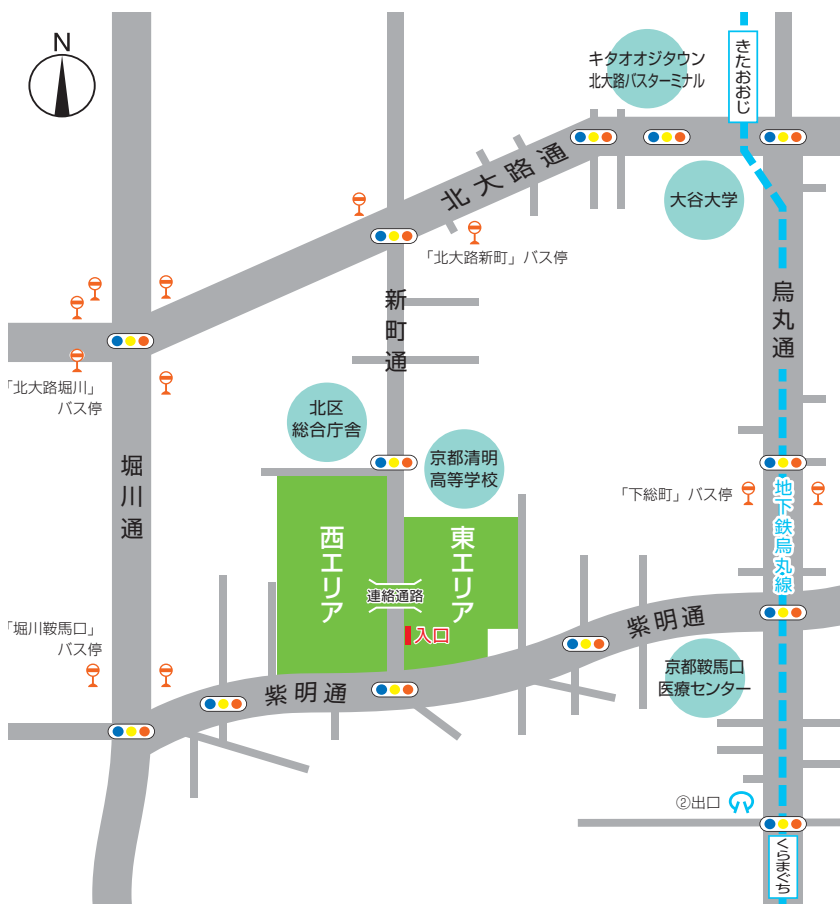 N
キタオオジタウン
北大路バスターミナル
きたおおじ
北大路通
大谷大学
「北大路新町」バス停
新町通
烏丸通
「北大路堀川」
バス停
北区
総合庁舎
京都清明
高等学校
堀川通
「下総町」バス停
地下鉄烏丸線
西エリア
東エリア
連絡通路
入口
「堀川鞍馬口」
バス停
紫明通
紫明通
京都鞍馬口
医療センター
②出口
くらまぐち